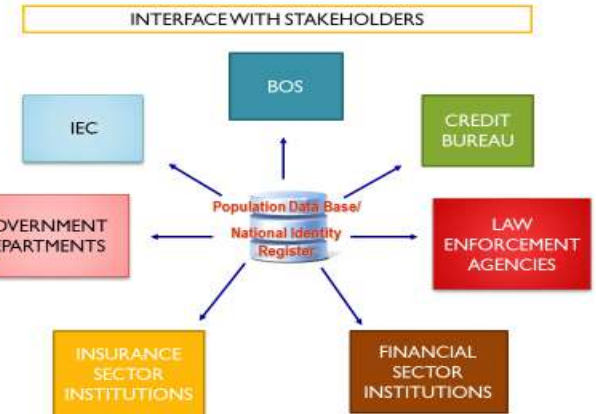 INTERFACE WITH STAKEHOLDERS
BOS
IEC
CREDIT
BUREAU
Population Data Base/
National Identity
Register
OVERNMENT
EPARTMENTS
LAW
ENFORCEMENT
AGENCIES
INSURANCE
SECTOR
INSTITUTIONS
FINANCIAL
SECTOR
INSTITUTIONS